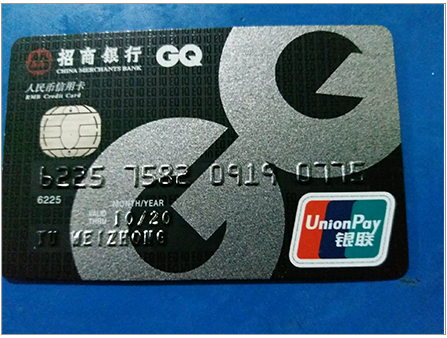 招商银行 GQ
CHINA MERCHANTS BANK
人民币信用卡
RMB Credit Card
6225 7582 0919 0775
6225
MONTH/YEAR
VALID THRU 10/20
TU WEIZHONG
UnionPay
银联